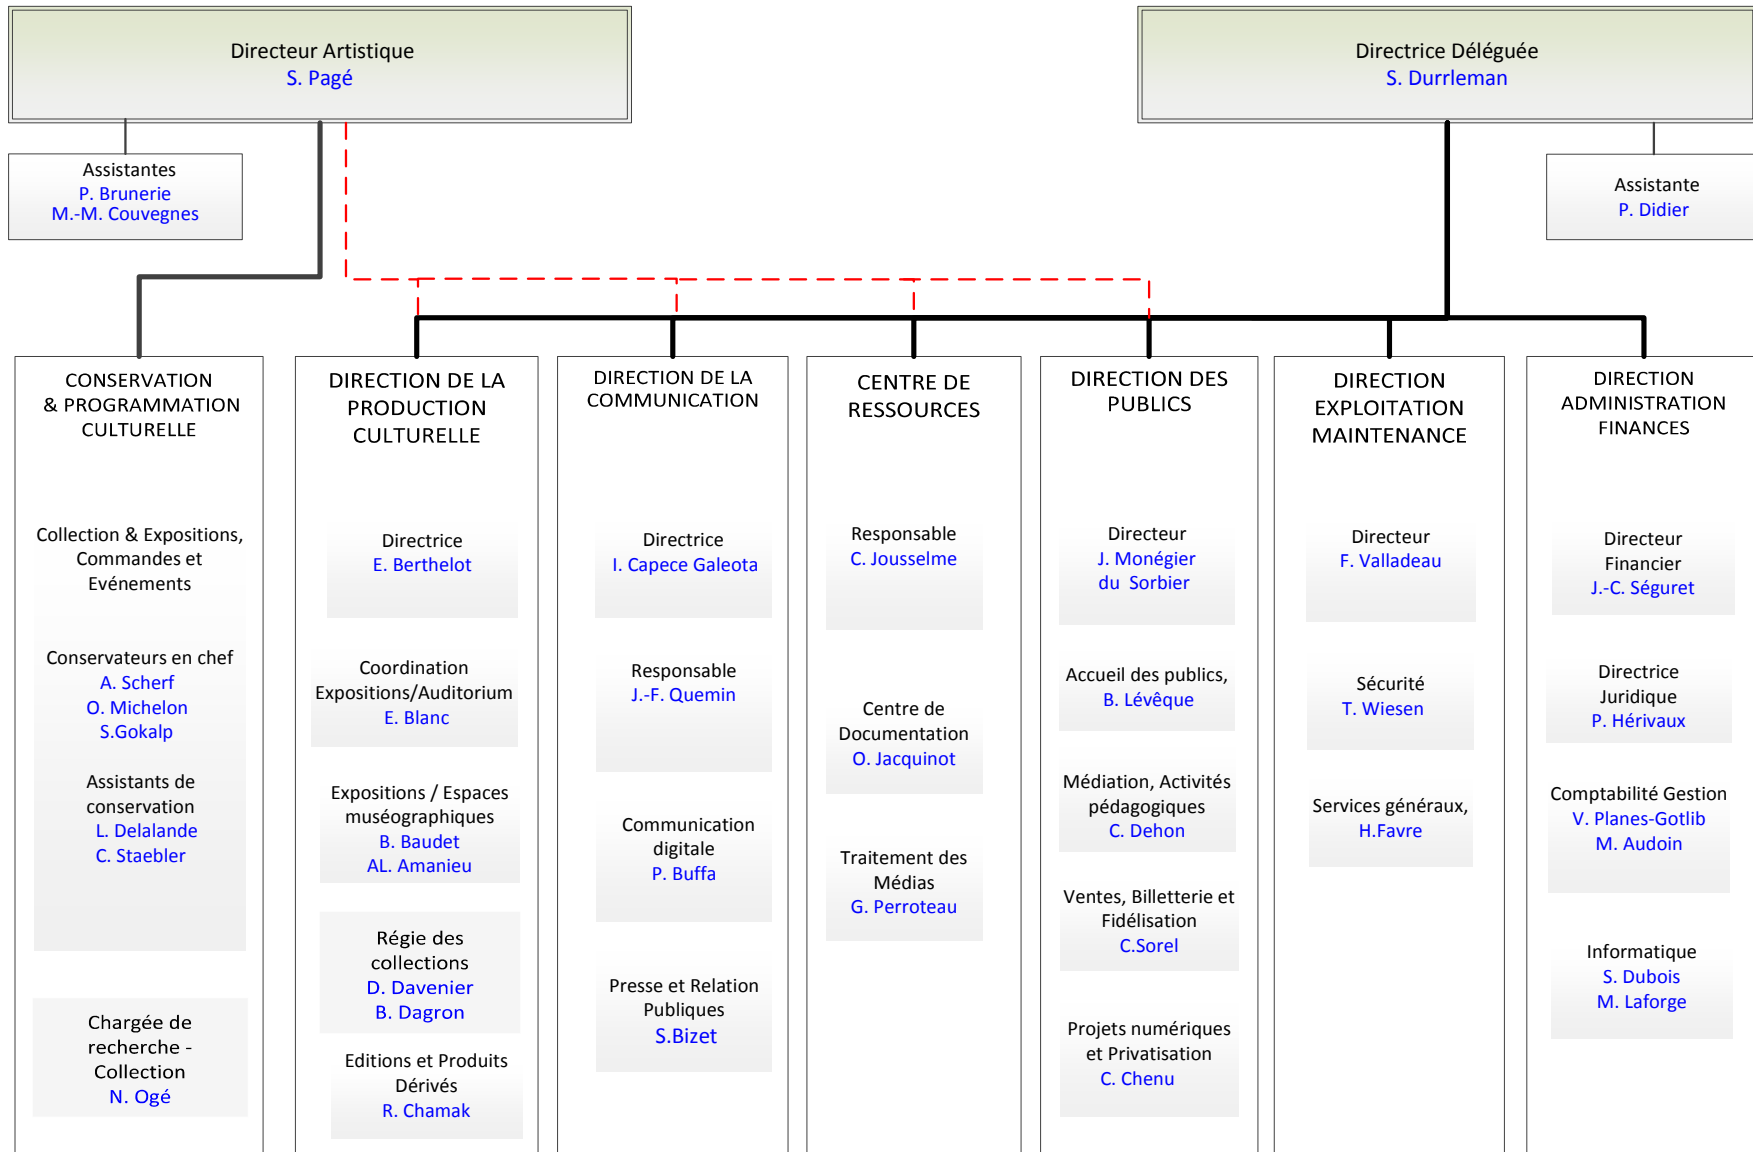 Directeur Artistique
S. Pagé
Directrice Déléguée
S. Durrleman
Assistantes
P. Brunerie
M.-M. Couvegnes
Assistante
P. Didier
CONSERVATION
& PROGRAMMATION
CULTURELLE
Collection & Expositions,
Commandes et
Evénements
Conservateurs en chef
A. Scherf
O. Michelon
S.Gokalp
Assistants de
conservation
L. Delalande
C. Staebler
Chargée de
recherche -
Collection
N. Ogé
DIRECTION DE LA
PRODUCTION
CULTURELLE
Directrice
E. Berthelot
Coordination
Expositions/Auditorium
E. Blanc
Expositions / Espaces
muséographiques
B. Baudet
AL. Amanieu
Régie des
collections
D. Davenier
B. Dagron
Editions et Produits
Dérivés
R. Chamak
DIRECTION DE LA
COMMUNICATION
Directrice
I. Capece Galeota
Responsable
J.-F. Quemin
Communication
digitale
P. Buffa
Presse et Relation
Publiques
S.Bizet
CENTRE DE
RESSOURCES
Responsable
C. Jousselme
Centre de
Documentation
O. Jacquinot
Traitement des
Médias
G. Perroteau
DIRECTION DES
PUBLICS
Directeur
J. Monégier
du Sorbier
Accueil des publics,
B. Lévêque
Médiation, Activités
pédagogiques
C. Dehon
Ventes, Billetterie et
Fidélisation
C.Sorel
Projets numériques
et Privatisation
C. Chenu
DIRECTION
EXPLOITATION
MAINTENANCE
Directeur
F. Valladeau
Sécurité
T. Wiesen
Services généraux,
H.Favre
DIRECTION
ADMINISTRATION
FINANCES
Directeur
Financier
J.-C. Séguret
Directrice
Juridique
P. Hérivaux
Comptabilité Gestion
V. Planes-Gotlib
M. Audoin
Informatique
S. Dubois
M. Laforge